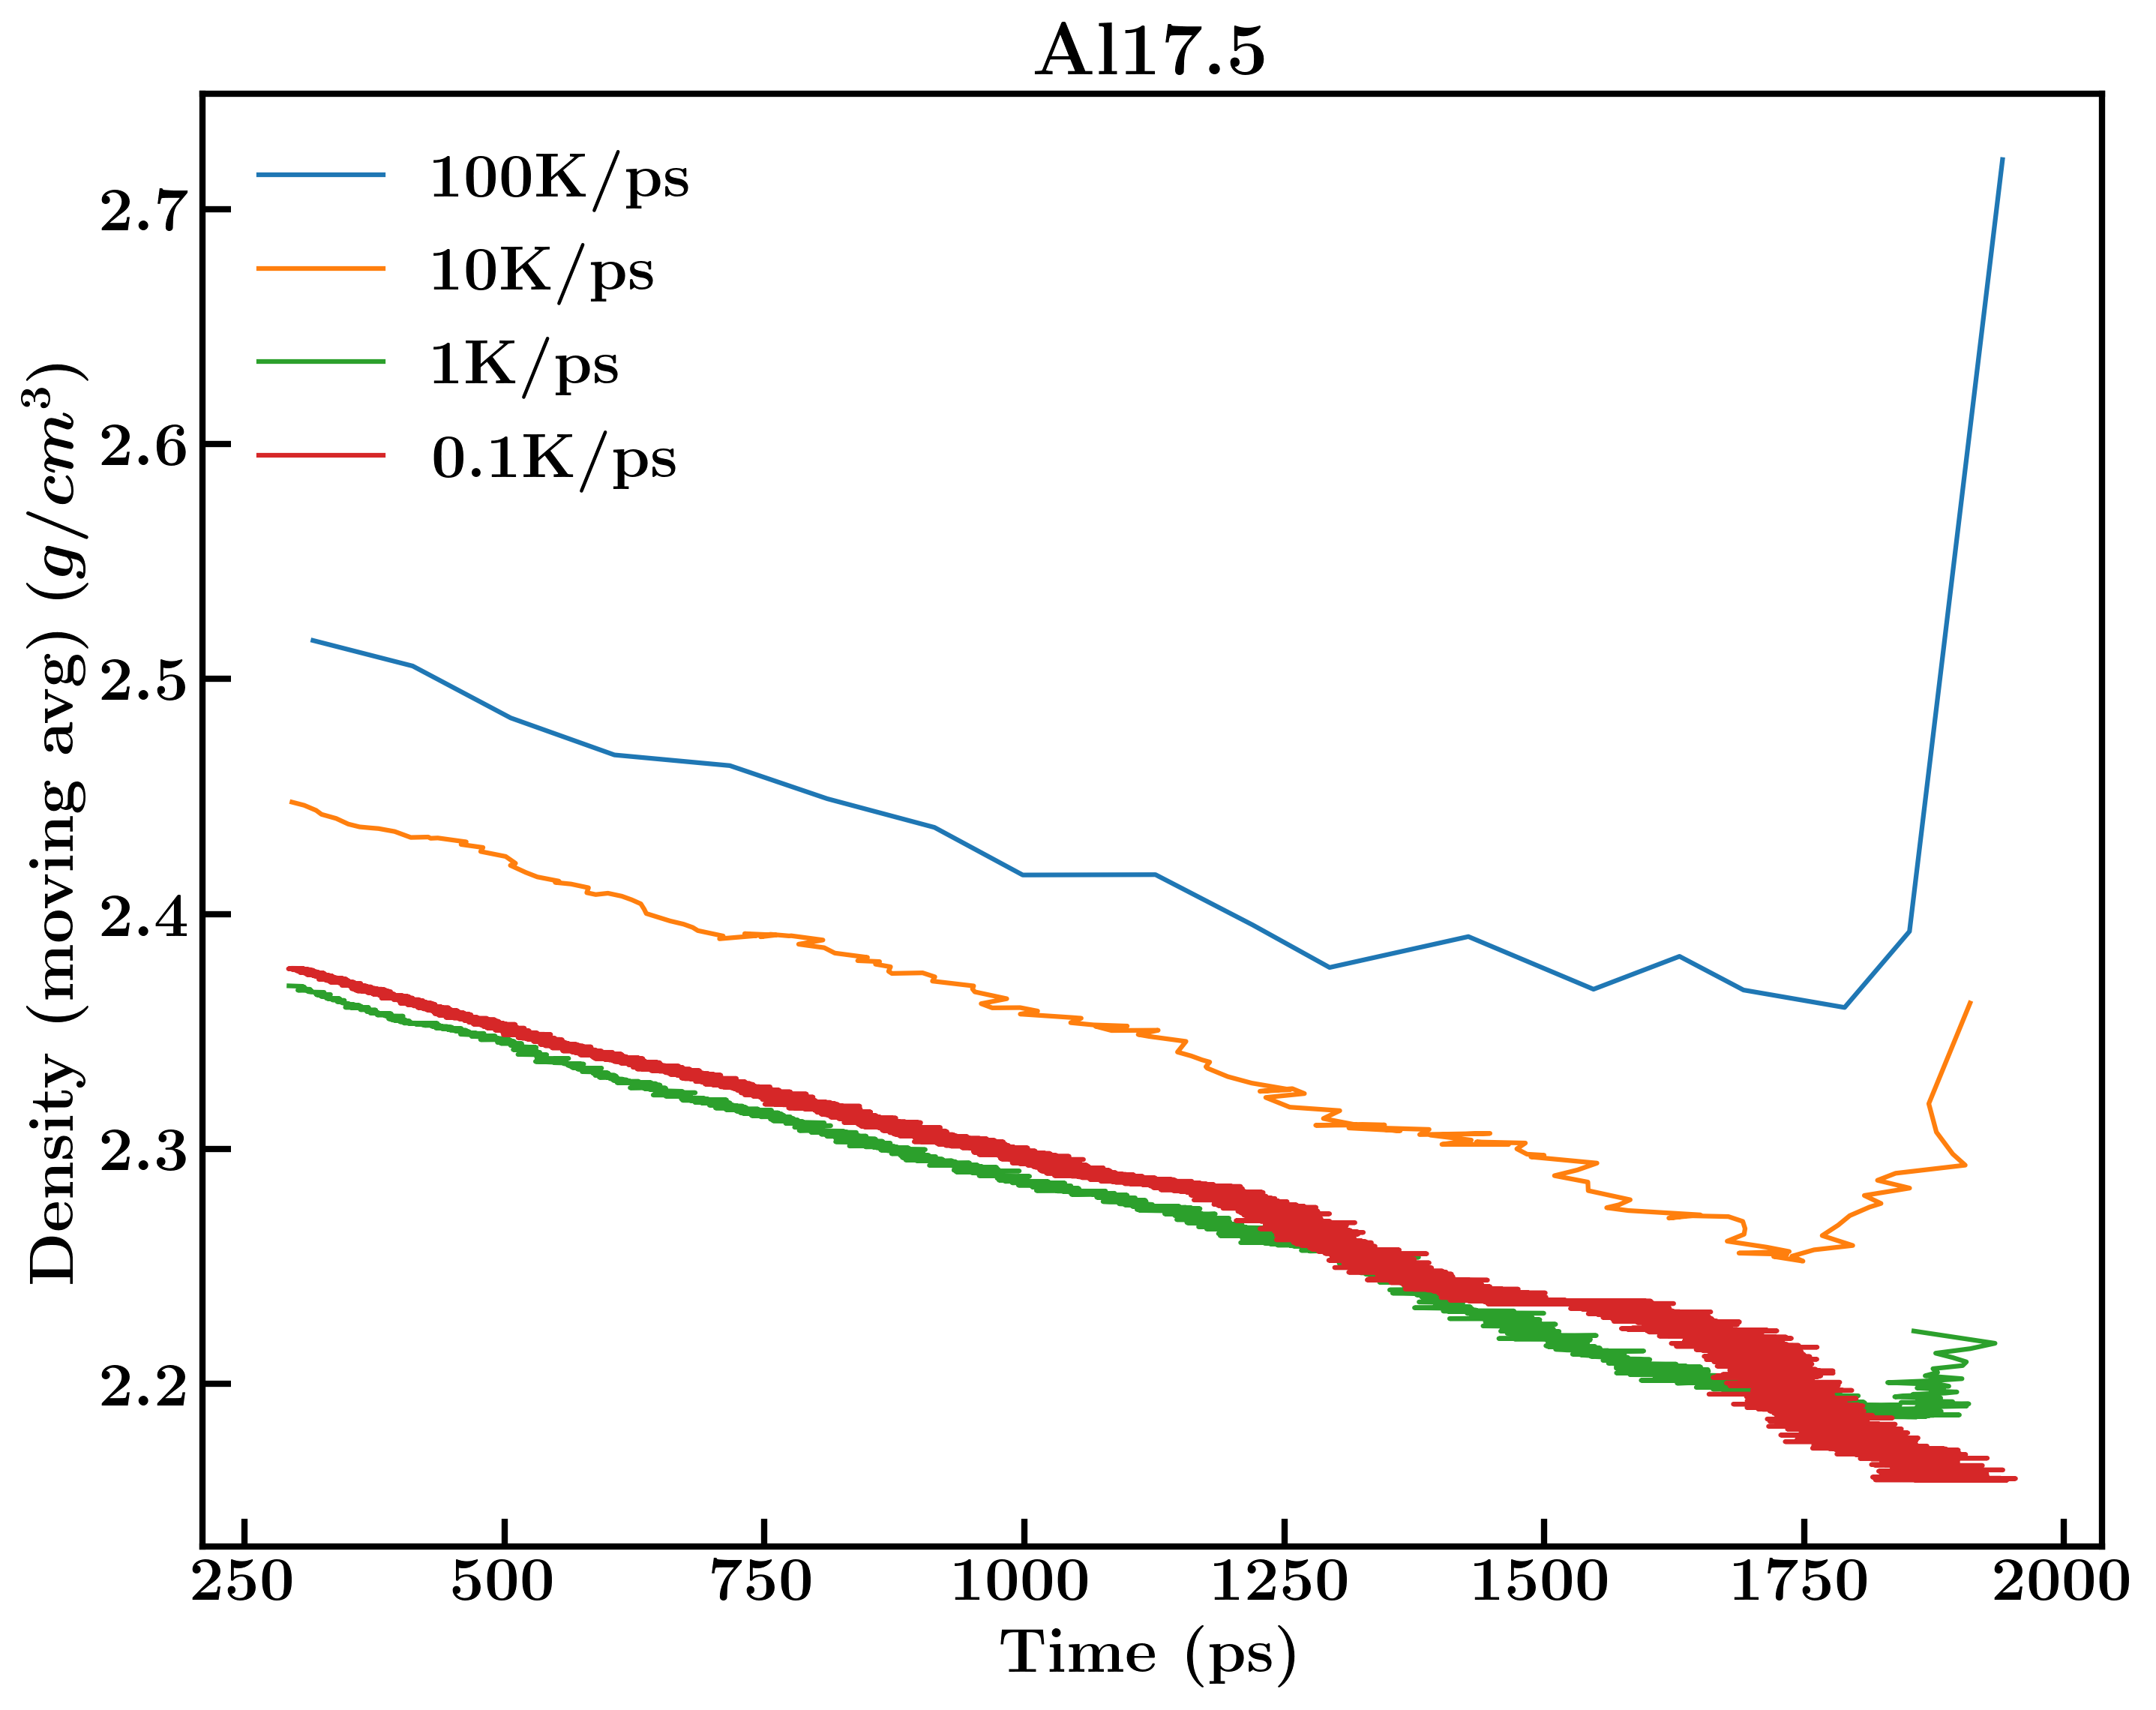 Al17.5
100K/ps
10K/ps
1K/ps
0.1K/ps
Density (moving avg) (g/cm³)
2.7
2.6
2.5
2.4
2.3
2.2
250 500 750 1000 1250 1500 1750 2000
Time (ps)